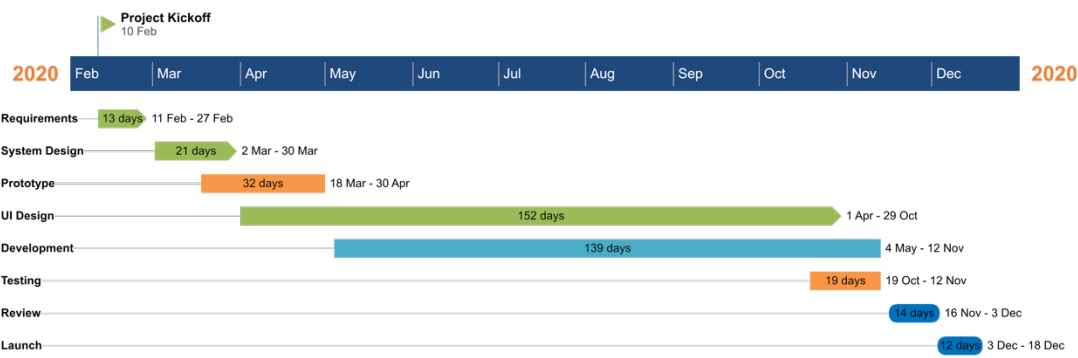 Project Kickoff
10 Feb
2020 Feb Mar Apr May Jun Jul Aug Sep Oct Nov Dec 2020
Requirements 13 days 11 Feb - 27 Feb
System Design 21 days 2 Mar - 30 Mar
Prototype 32 days 18 Mar - 30 Apr
UI Design 152 days 1 Apr - 29 Oct
Development 139 days 4 May - 12 Nov
Testing 19 days 19 Oct - 12 Nov
Review 14 days 16 Nov - 3 Dec
Launch 12 days 3 Dec - 18 Dec